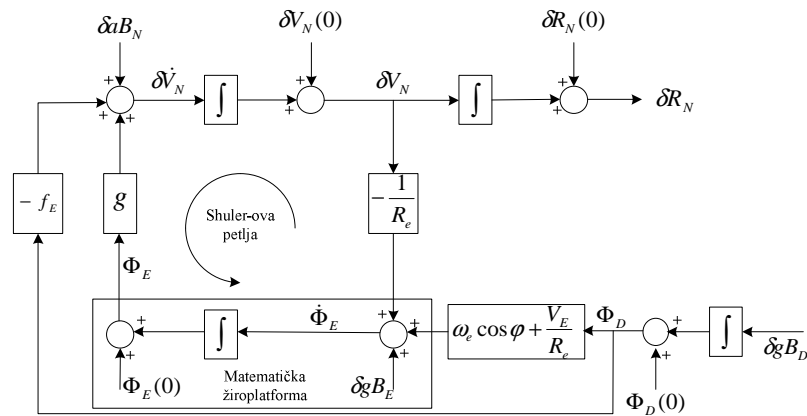 δaB_N
δV_N(0)
δR_N(0)
+
+
+
δV̇_N
∫
+
+
δV_N
∫
+
+
δR_N
− f_E
g
Shuler-ova
petlja
− 1/R_e
Φ_E
+
+
∫
Φ̇_E
+
+
+
ω_e cos φ + V_E/R_e
Φ_D
+
+
∫
δgB_D
Φ_E(0)
Matematička
žiroplatforma
δgB_E
Φ_D(0)